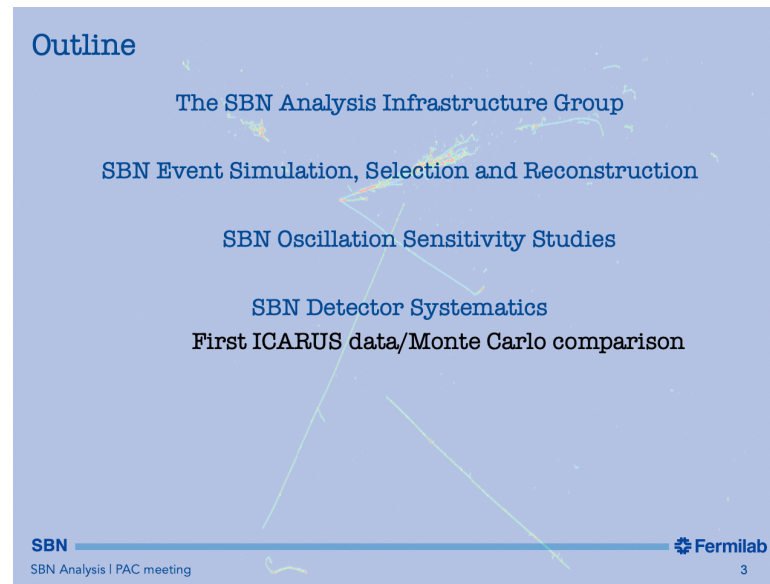 Outline
The SBN Analysis Infrastructure Group
SBN Event Simulation, Selection and Reconstruction
SBN Oscillation Sensitivity Studies
SBN Detector Systematics
First ICARUS data/Monte Carlo comparison
SBN
Fermilab
SBN Analysis | PAC meeting
3